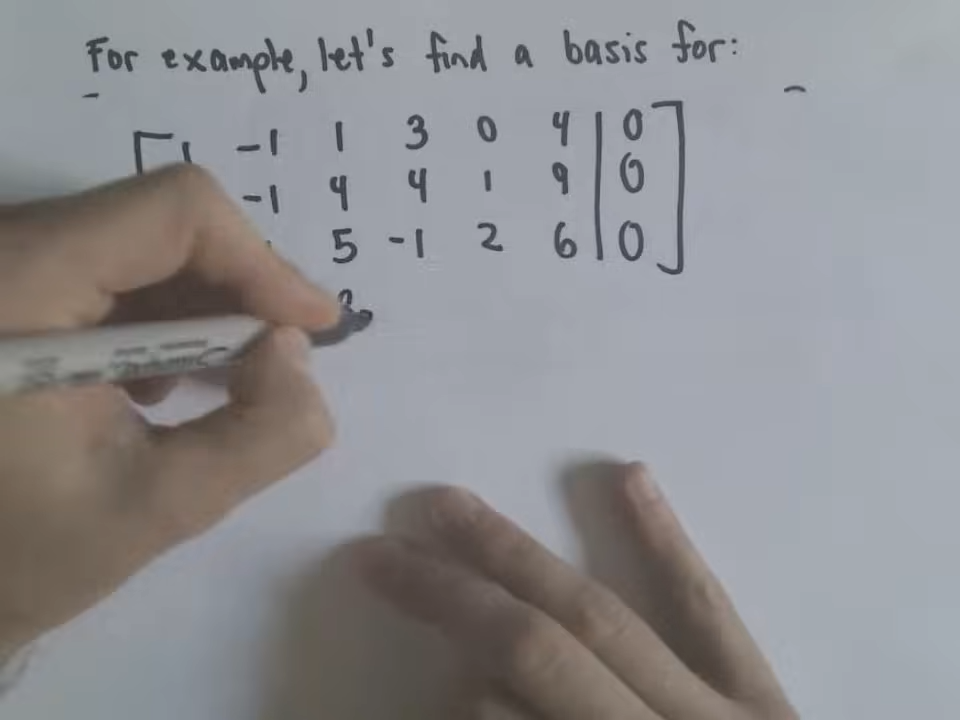 For example, let's find a basis for:
1 -1 1 3 0 4 | 0
-1 4 4 1 9 | 0
5 -1 2 6 | 0